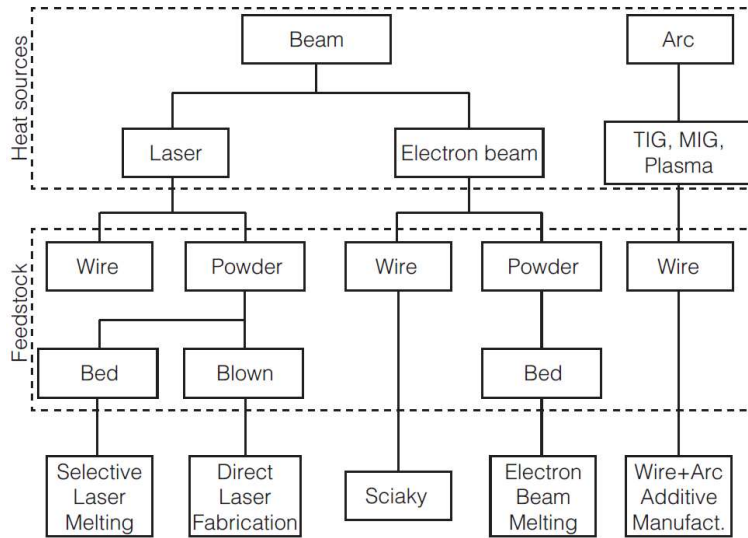 Heat sources
Beam
Arc
Laser
Electron beam
TIG, MIG,
Plasma
Feedstock
Wire
Powder
Wire
Powder
Wire
Bed
Blown
Bed
Selective
Laser
Melting
Direct
Laser
Fabrication
Sciaky
Electron
Beam
Melting
Wire+Arc
Additive
Manufact.